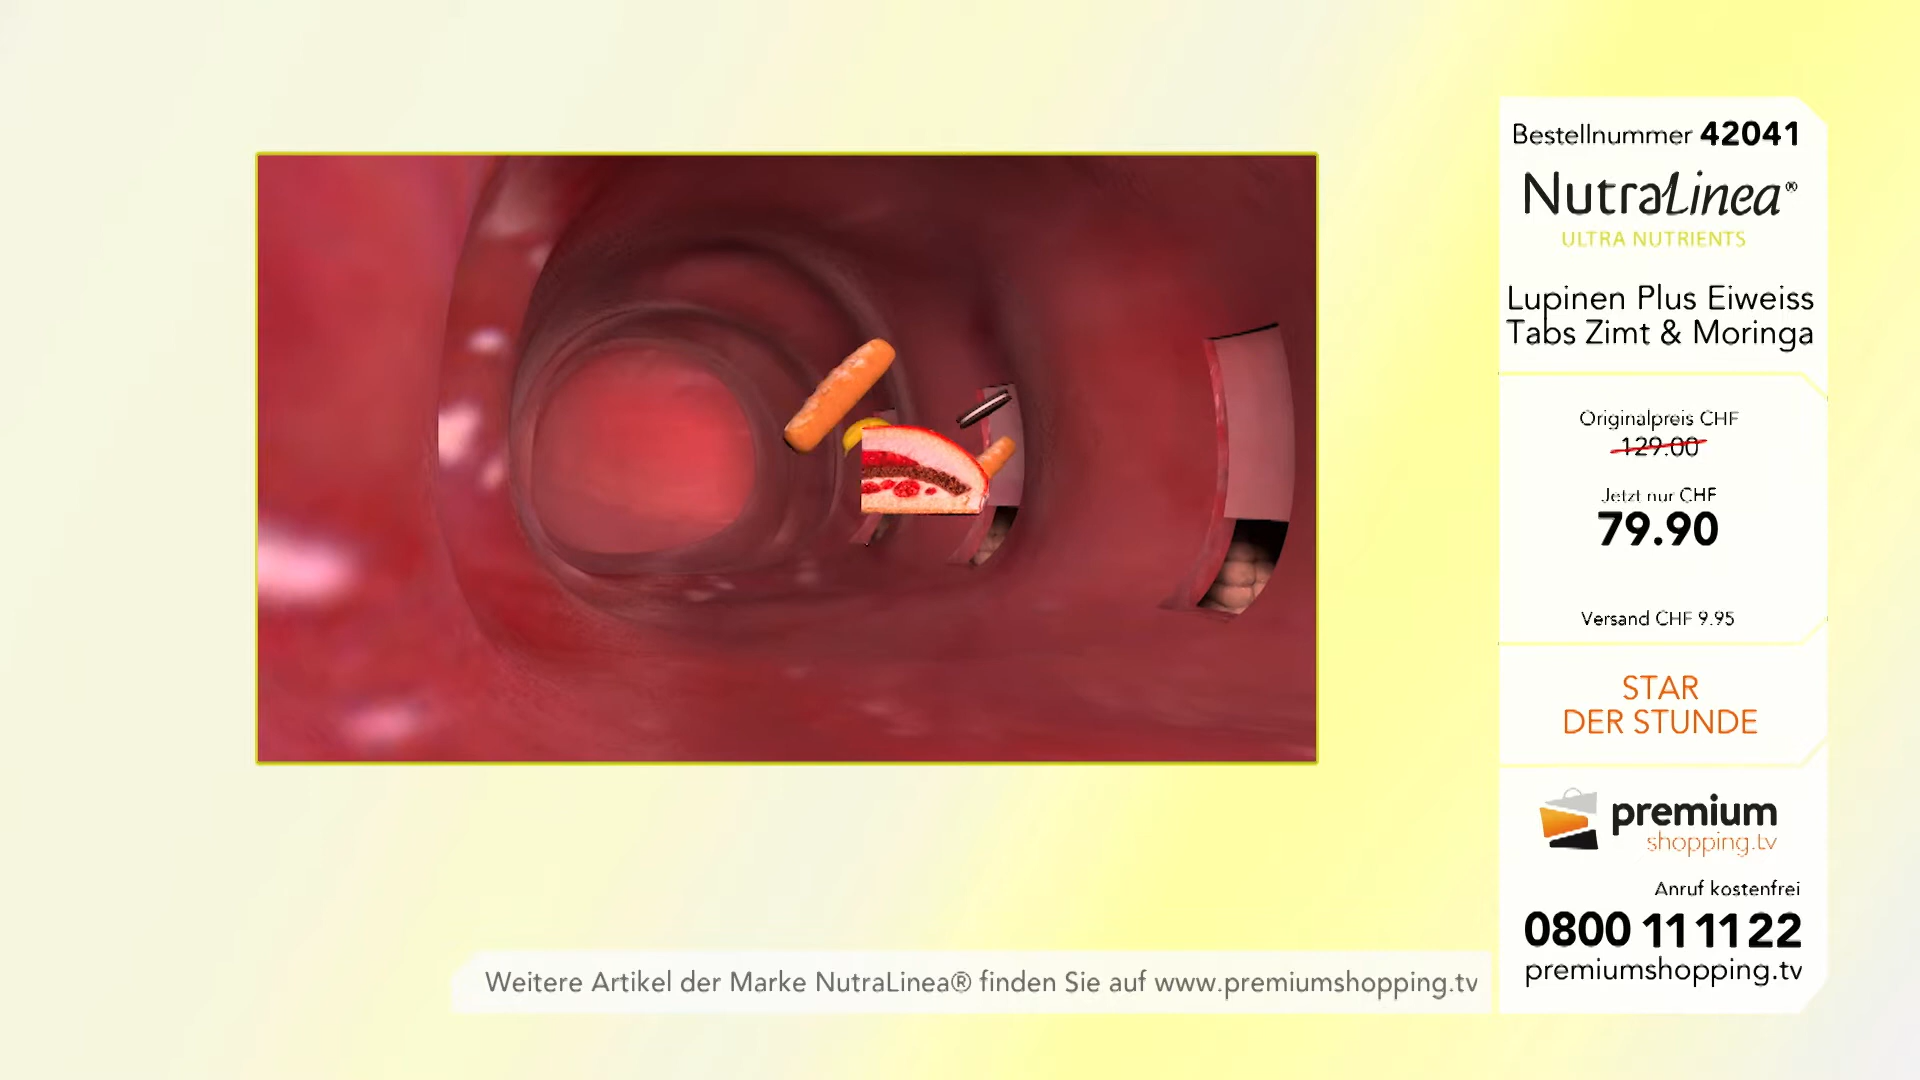 Bestellnummer 42041
NutraLinea®
ULTRA NUTRIENTS
Lupinen Plus Eiweiss
Tabs Zimt & Moringa
Originalpreis CHF
129.00
Jetzt nur CHF
79.90
Versand CHF 9.95
STAR
DER STUNDE
premium
shopping.tv
Anruf kostenfrei
0800 11 11 22
premiumshopping.tv
Weitere Artikel der Marke NutraLinea® finden Sie auf www.premiumshopping.tv